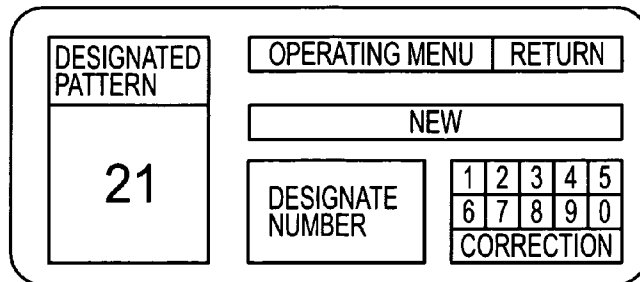 DESIGNATED
PATTERN
21
OPERATING MENU RETURN
NEW
DESIGNATE
NUMBER
1 2 3 4 5
6 7 8 9 0
CORRECTION